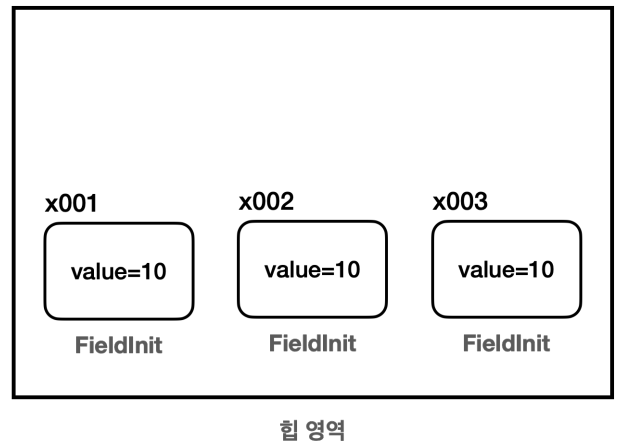 x001 x002 x003
value=10 value=10 value=10
FieldInit FieldInit FieldInit
힙 영역